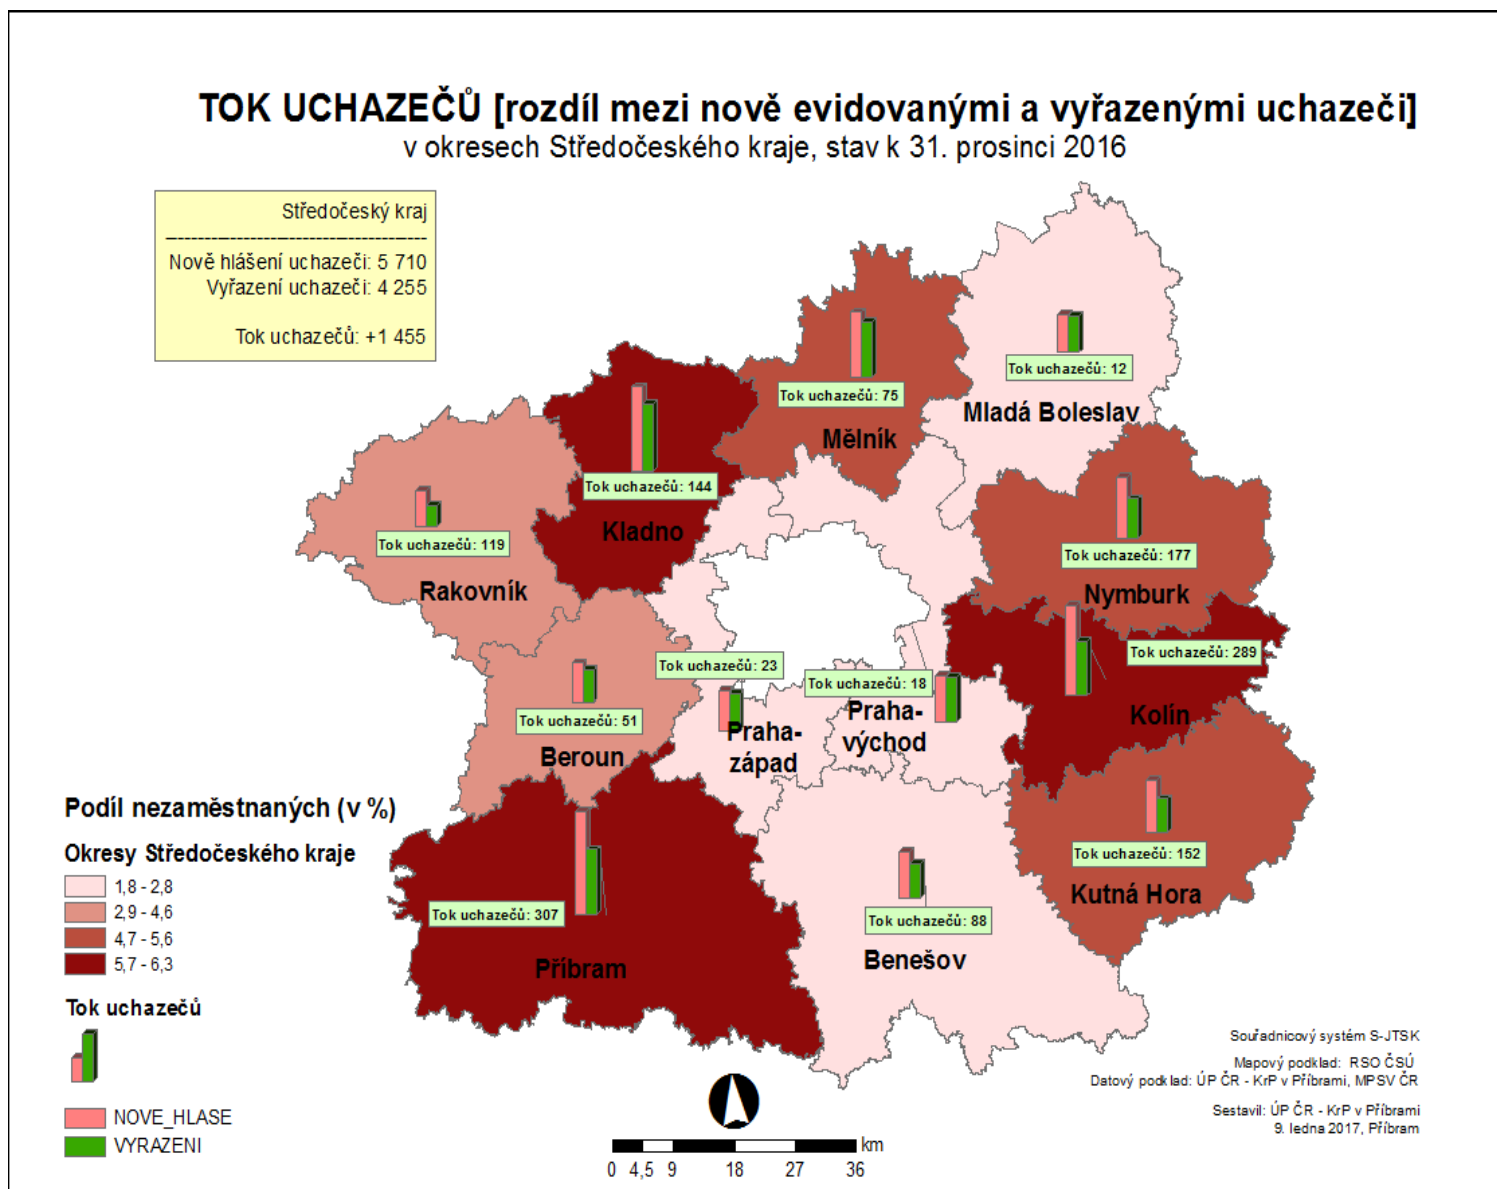 TOK UCHAZEČŮ [rozdíl mezi nově evidovanými a vyřazenými uchazeči]
v okresech Středočeského kraje, stav k 31. prosinci 2016
Středočeský kraj
----------------------------------------
Nově hlášení uchazeči: 5 710
Vyřazení uchazeči: 4 255
Tok uchazečů: +1 455
Tok uchazečů: 12
Mladá Boleslav
Tok uchazečů: 75
Mělník
Tok uchazečů: 144
Kladno
Tok uchazečů: 119
Rakovník
Tok uchazečů: 177
Nymburk
Tok uchazečů: 289
Kolín
Tok uchazečů: 23
Praha-
západ
Tok uchazečů: 18
Praha-
východ
Tok uchazečů: 51
Beroun
Tok uchazečů: 152
Kutná Hora
Tok uchazečů: 307
Příbram
Tok uchazečů: 88
Benešov
Podíl nezaměstnaných (v %)
Okresy Středočeského kraje
1,8 - 2,8
2,9 - 4,6
4,7 - 5,6
5,7 - 6,3
Tok uchazečů
NOVE_HLASE
VYRAZENI
km
0 4,5 9 18 27 36
Souřadnicový systém S-JTSK
Mapový podklad: RSO ČSÚ
Datový podklad: ÚP ČR - KrP v Příbrami, MPSV ČR
Sestavil: ÚP ČR - KrP v Příbrami
9. ledna 2017, Příbram